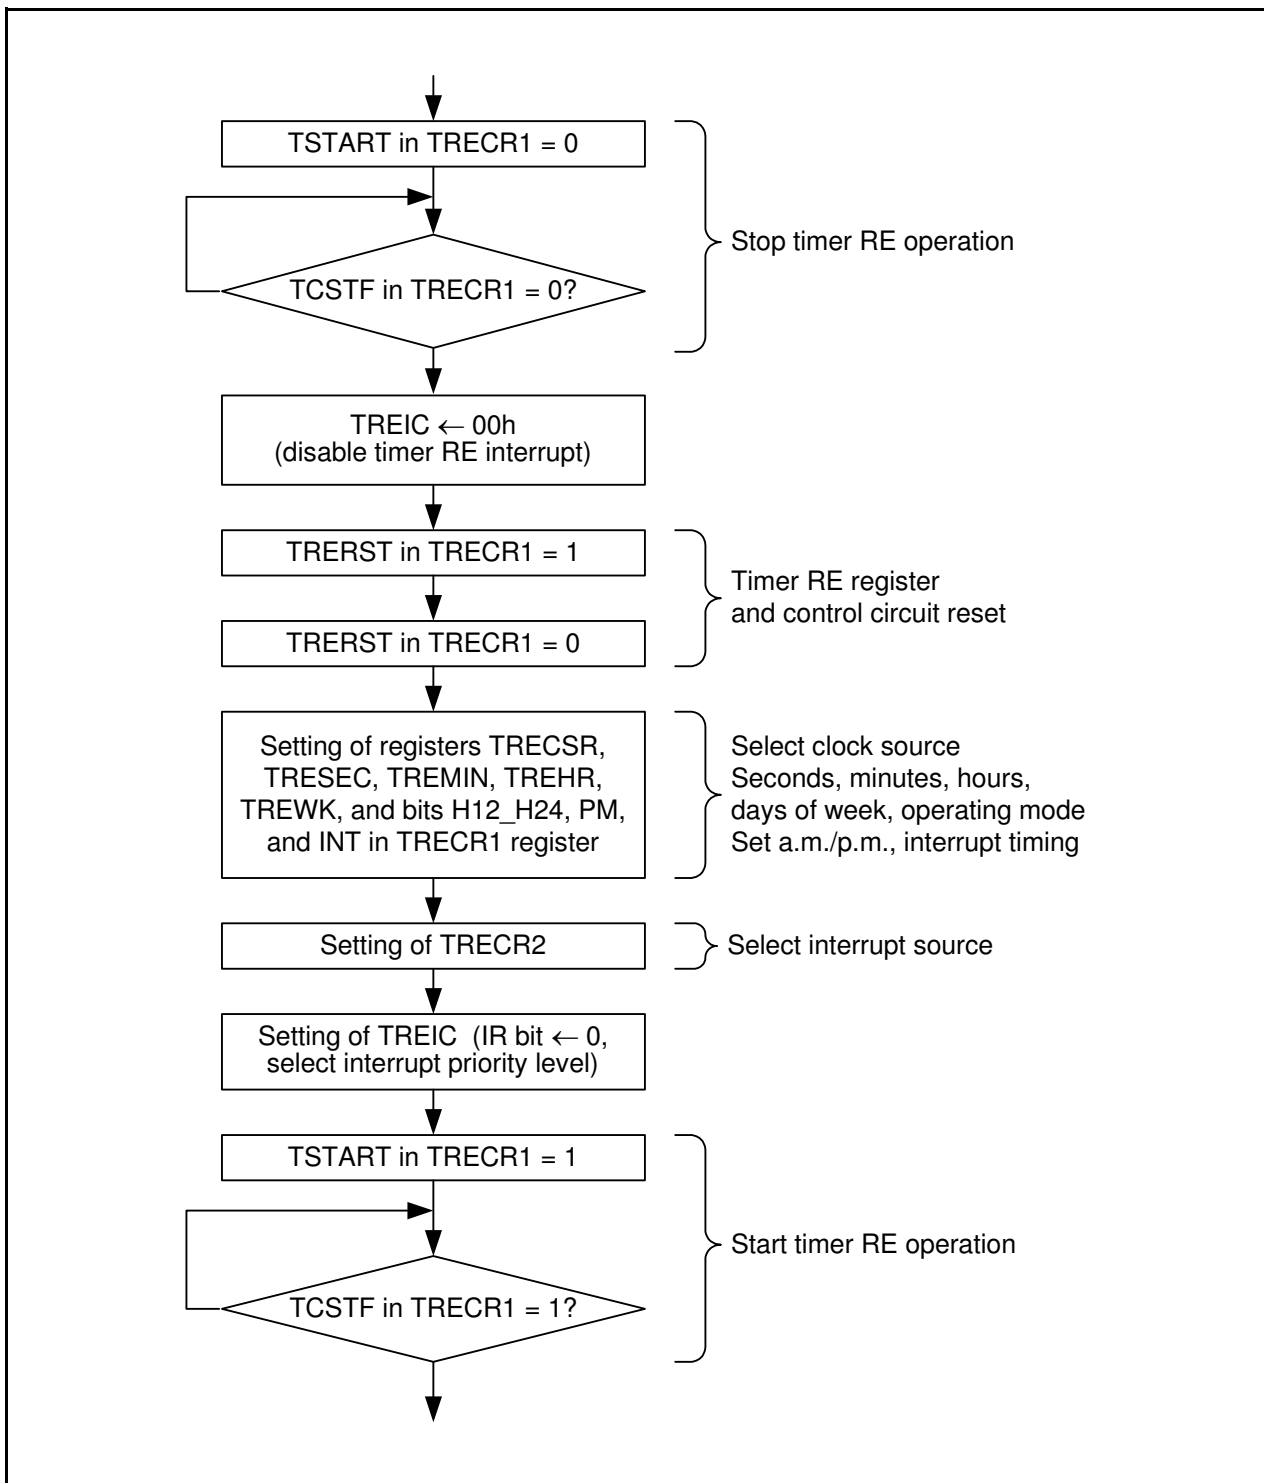 TSTART in TRECR1 = 0
Stop timer RE operation
TCSTF in TRECR1 = 0?
TREIC ← 00h
(disable timer RE interrupt)
TRERST in TRECR1 = 1
Timer RE register
and control circuit reset
TRERST in TRECR1 = 0
Setting of registers TRECSR,
TRESEC, TREMIN, TREHR,
TREWK, and bits H12_H24, PM,
and INT in TRECR1 register
Select clock source
Seconds, minutes, hours,
days of week, operating mode
Set a.m./p.m., interrupt timing
Setting of TRECR2
Select interrupt source
Setting of TREIC (IR bit ← 0,
select interrupt priority level)
TSTART in TRECR1 = 1
Start timer RE operation
TCSTF in TRECR1 = 1?